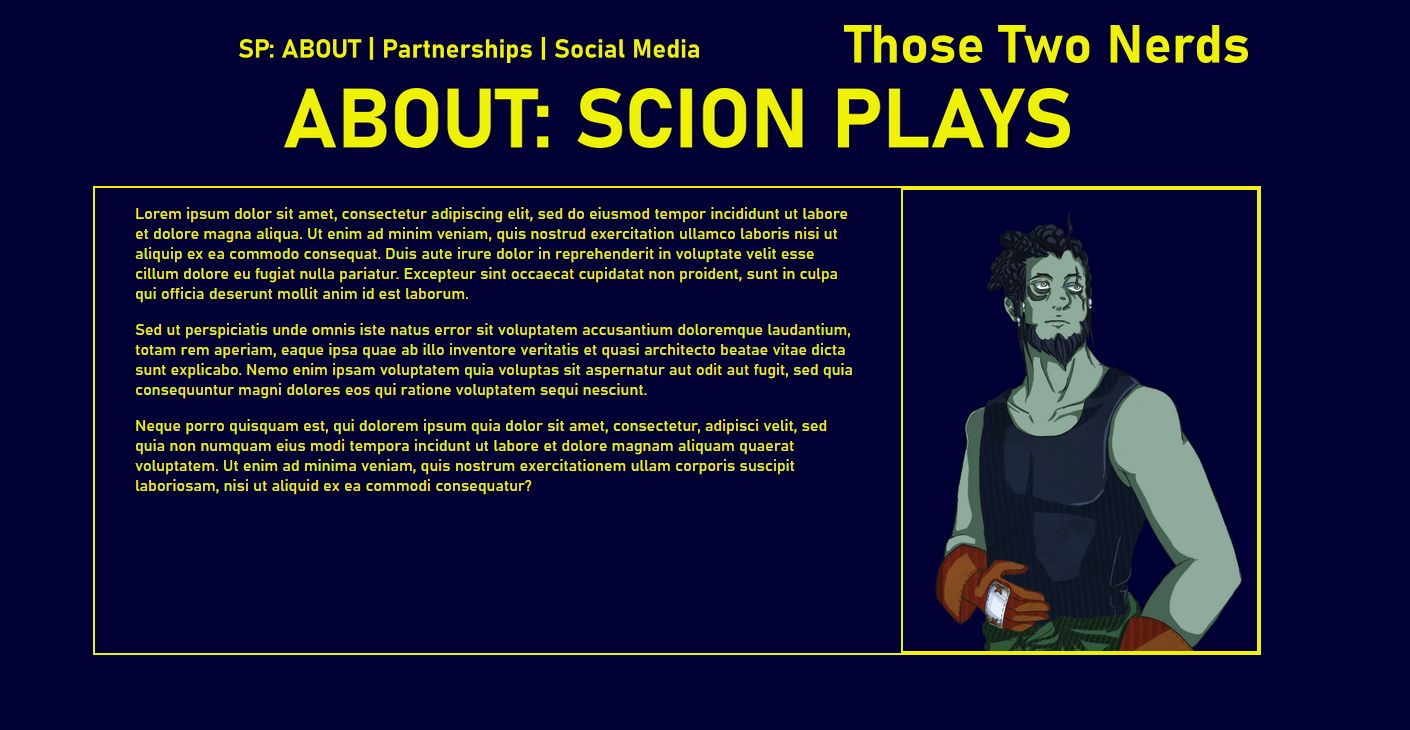 SP: ABOUT | Partnerships | Social Media
Those Two Nerds
ABOUT: SCION PLAYS
Lorem ipsum dolor sit amet, consectetur adipiscing elit, sed do eiusmod tempor incididunt ut labore
et dolore magna aliqua. Ut enim ad minim veniam, quis nostrud exercitation ullamco laboris nisi ut
aliquip ex ea commodo consequat. Duis aute irure dolor in reprehenderit in voluptate velit esse
cillum dolore eu fugiat nulla pariatur. Excepteur sint occaecat cupidatat non proident, sunt in culpa
qui officia deserunt mollit anim id est laborum.
Sed ut perspiciatis unde omnis iste natus error sit voluptatem accusantium doloremque laudantium,
totam rem aperiam, eaque ipsa quae ab illo inventore veritatis et quasi architecto beatae vitae dicta
sunt explicabo. Nemo enim ipsam voluptatem quia voluptas sit aspernatur aut odit aut fugit, sed quia
consequuntur magni dolores eos qui ratione voluptatem sequi nesciunt.
Neque porro quisquam est, qui dolorem ipsum quia dolor sit amet, consectetur, adipisci velit, sed
quia non numquam eius modi tempora incidunt ut labore et dolore magnam aliquam quaerat
voluptatem. Ut enim ad minima veniam, quis nostrum exercitationem ullam corporis suscipit
laboriosam, nisi ut aliquid ex ea commodi consequatur?